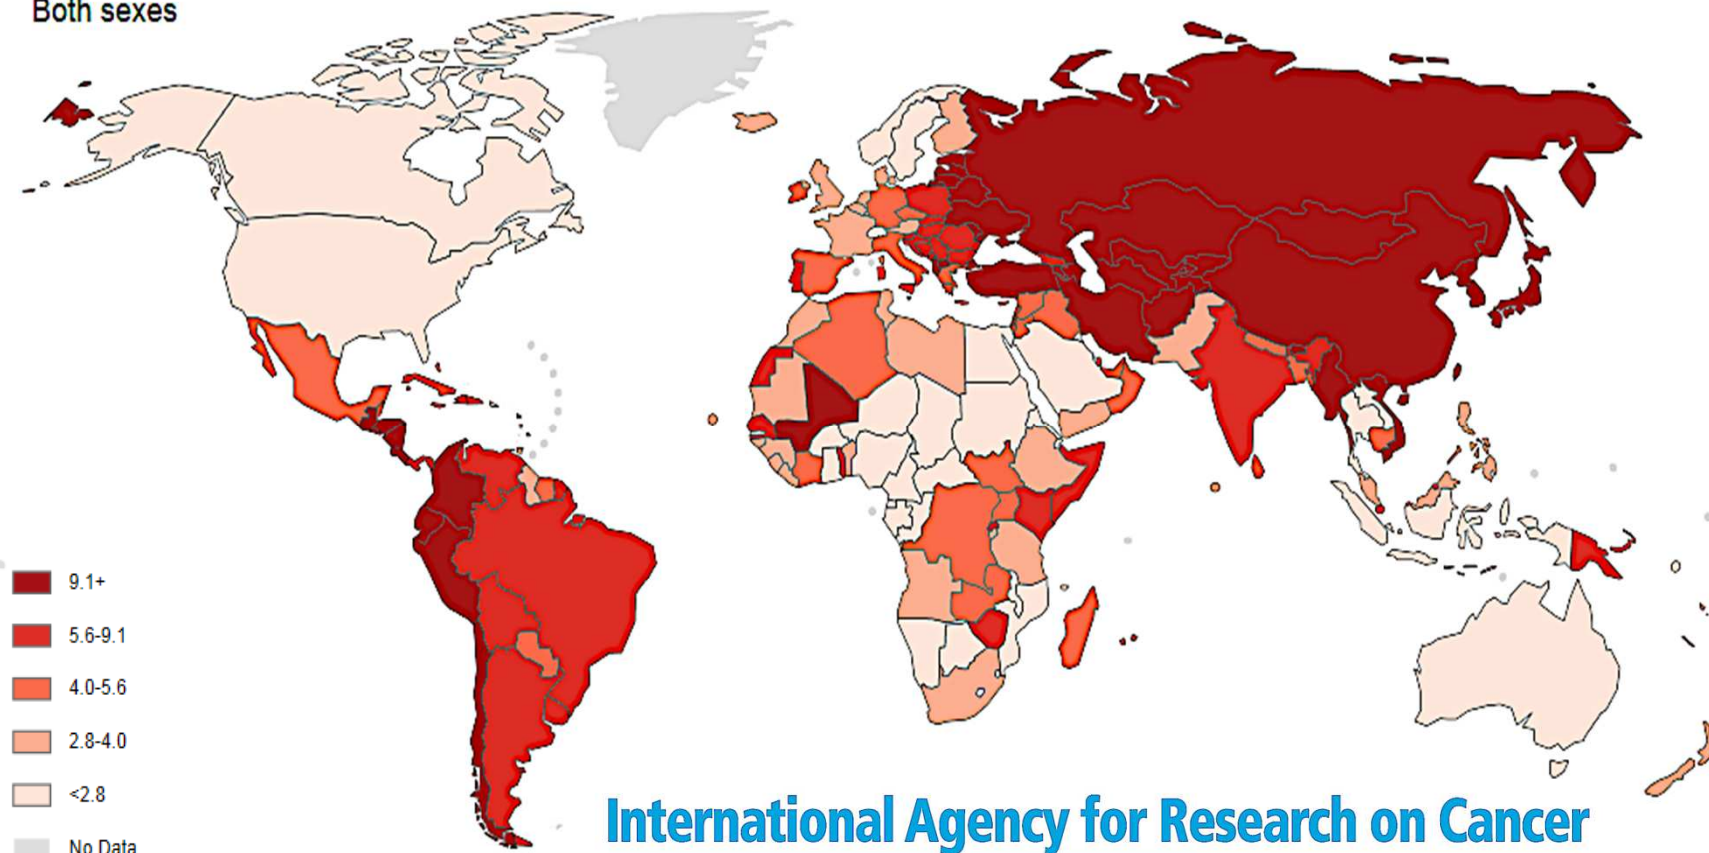 Both sexes
9.1+
5.6-9.1
4.0-5.6
2.8-4.0
<2.8
No Data
International Agency for Research on Cancer